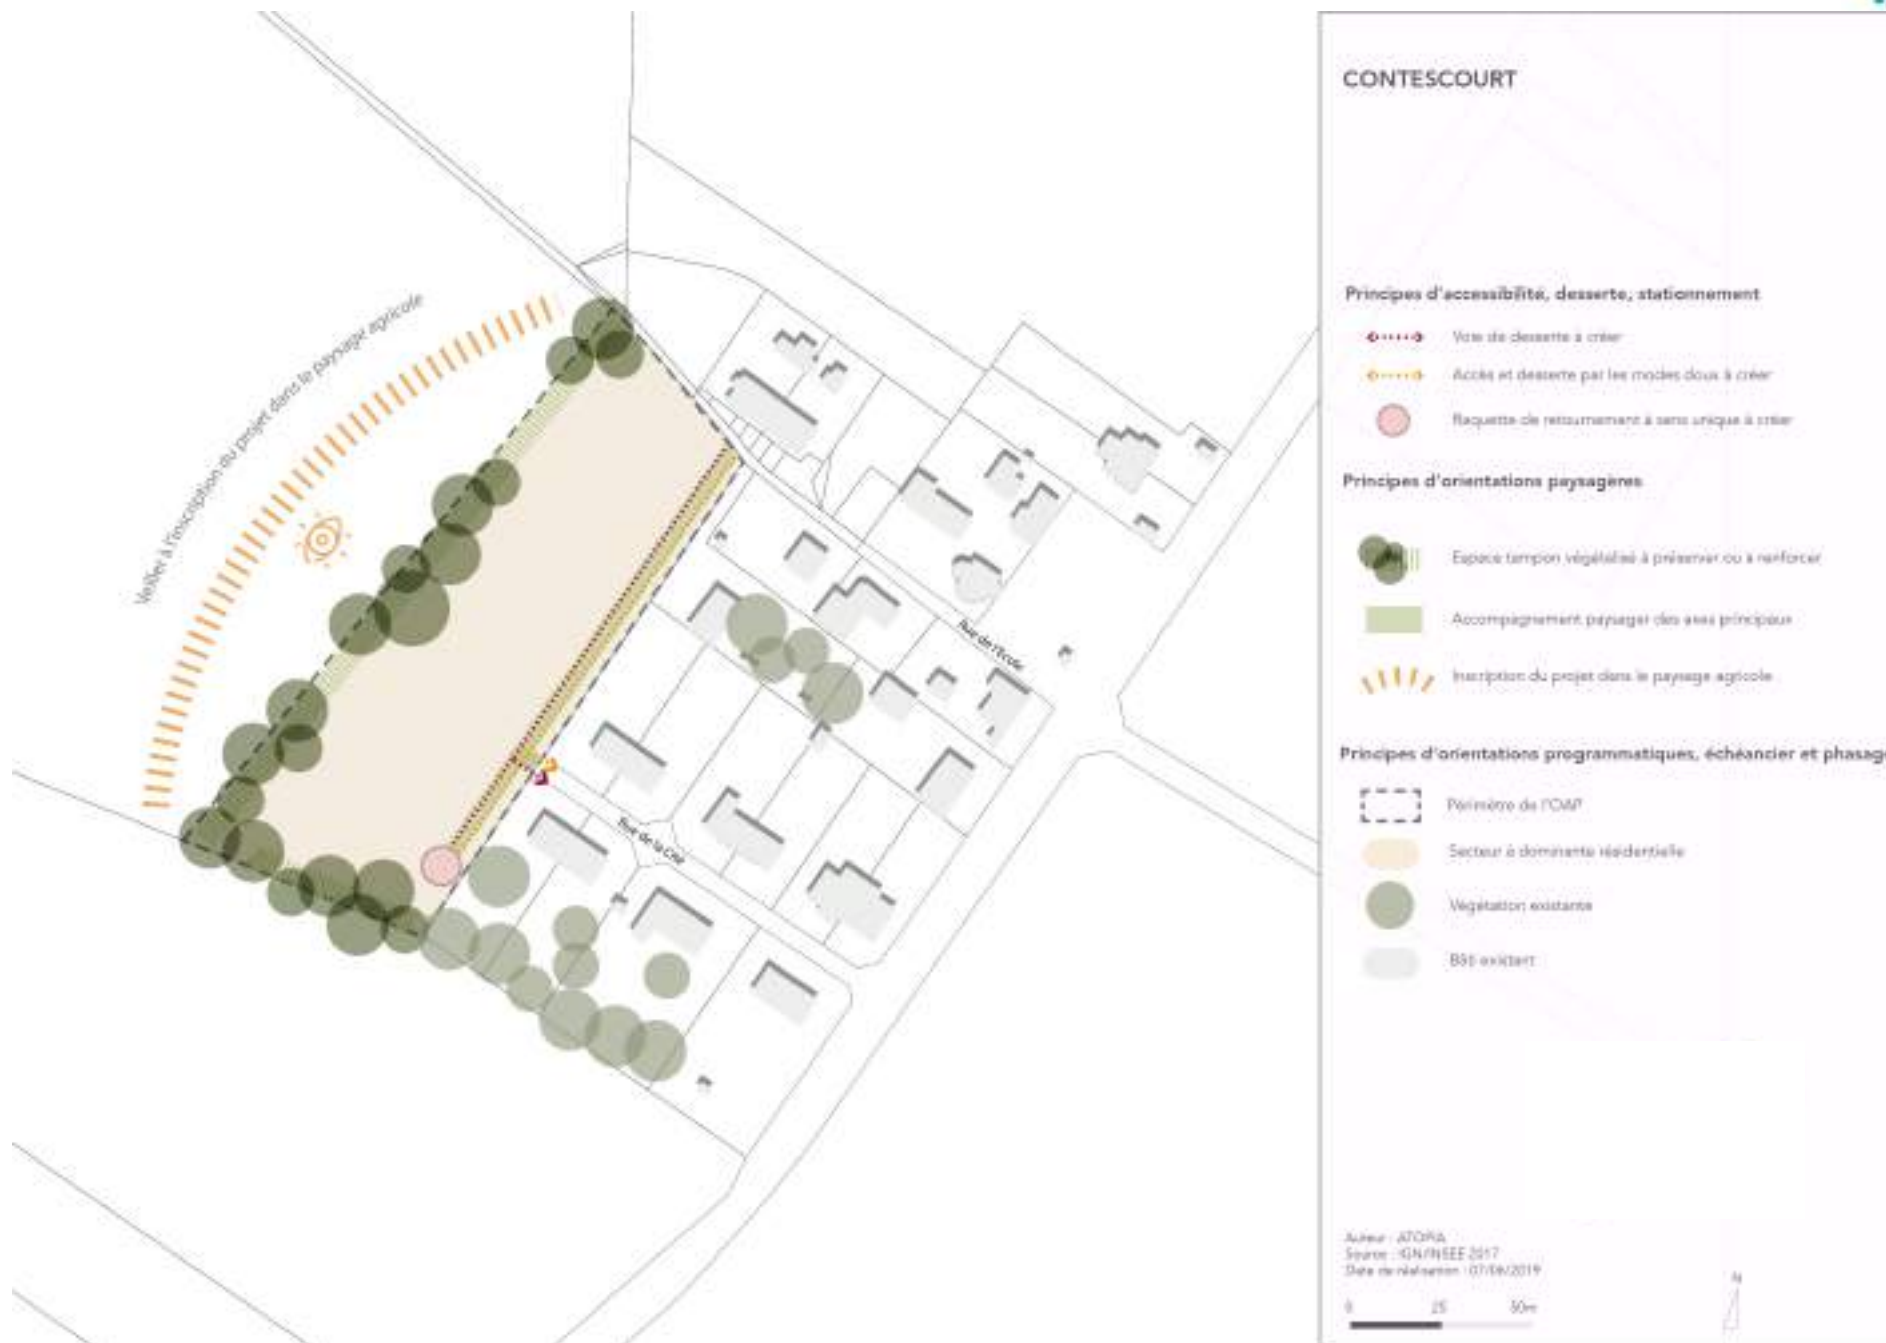 CONTESCOURT
Principes d'accessibilité, desserte, stationnement
Voie de desserte à créer
Accès et desserte par les modes doux à créer
Raquette de retournement à sens unique à créer
Principes d'orientations paysagères
Espace tampon végétalisé à préserver ou à renforcer
Accompagnement paysager des axes principaux
Inscription du projet dans le paysage agricole
Principes d'orientations programmatiques, échéancier et phasag
Périmètre de l'OAP
Secteur à dominante résidentielle
Végétation existante
Bâti existant
Auteur : ATOPIA
Source : IGN/INSEE 2017
Date de réalisation : 07/06/2019
0 25 50m
N
Veiller à l'inscription du projet dans le paysage agricole
Rue de l'Ecole
Rue de la Cité